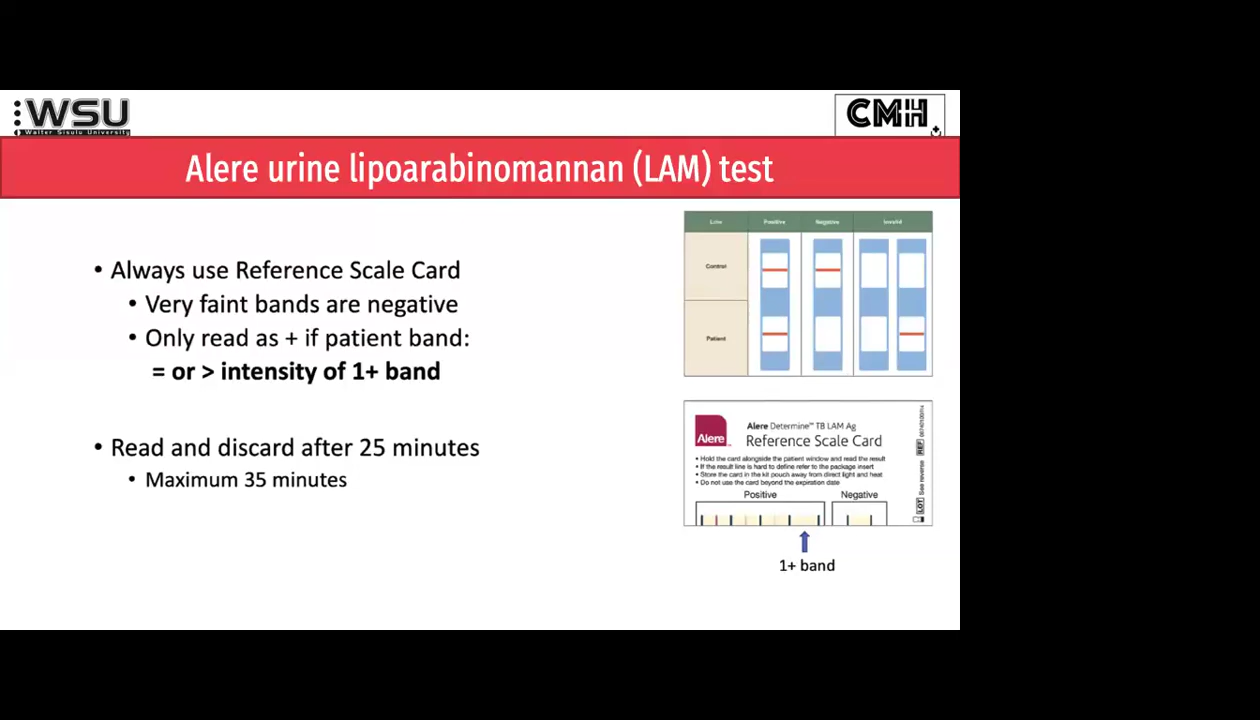 WSU
Walter Sisulu University
CMH
Alere urine lipoarabinomannan (LAM) test
• Always use Reference Scale Card
• Very faint bands are negative
• Only read as + if patient band:
= or > intensity of 1+ band
• Read and discard after 25 minutes
• Maximum 35 minutes
Line Positive Negative Invalid
Control
Patient
Alere
Alere Determine™ TB LAM Ag
Reference Scale Card
• Hold the card alongside the patient window and read the result
• If the result line is hard to define refer to the package insert
• Store the card in the kit pouch away from direct light and heat
• Do not use the card beyond the expiration date
Positive Negative
REF
LOT See reverse
1+ band